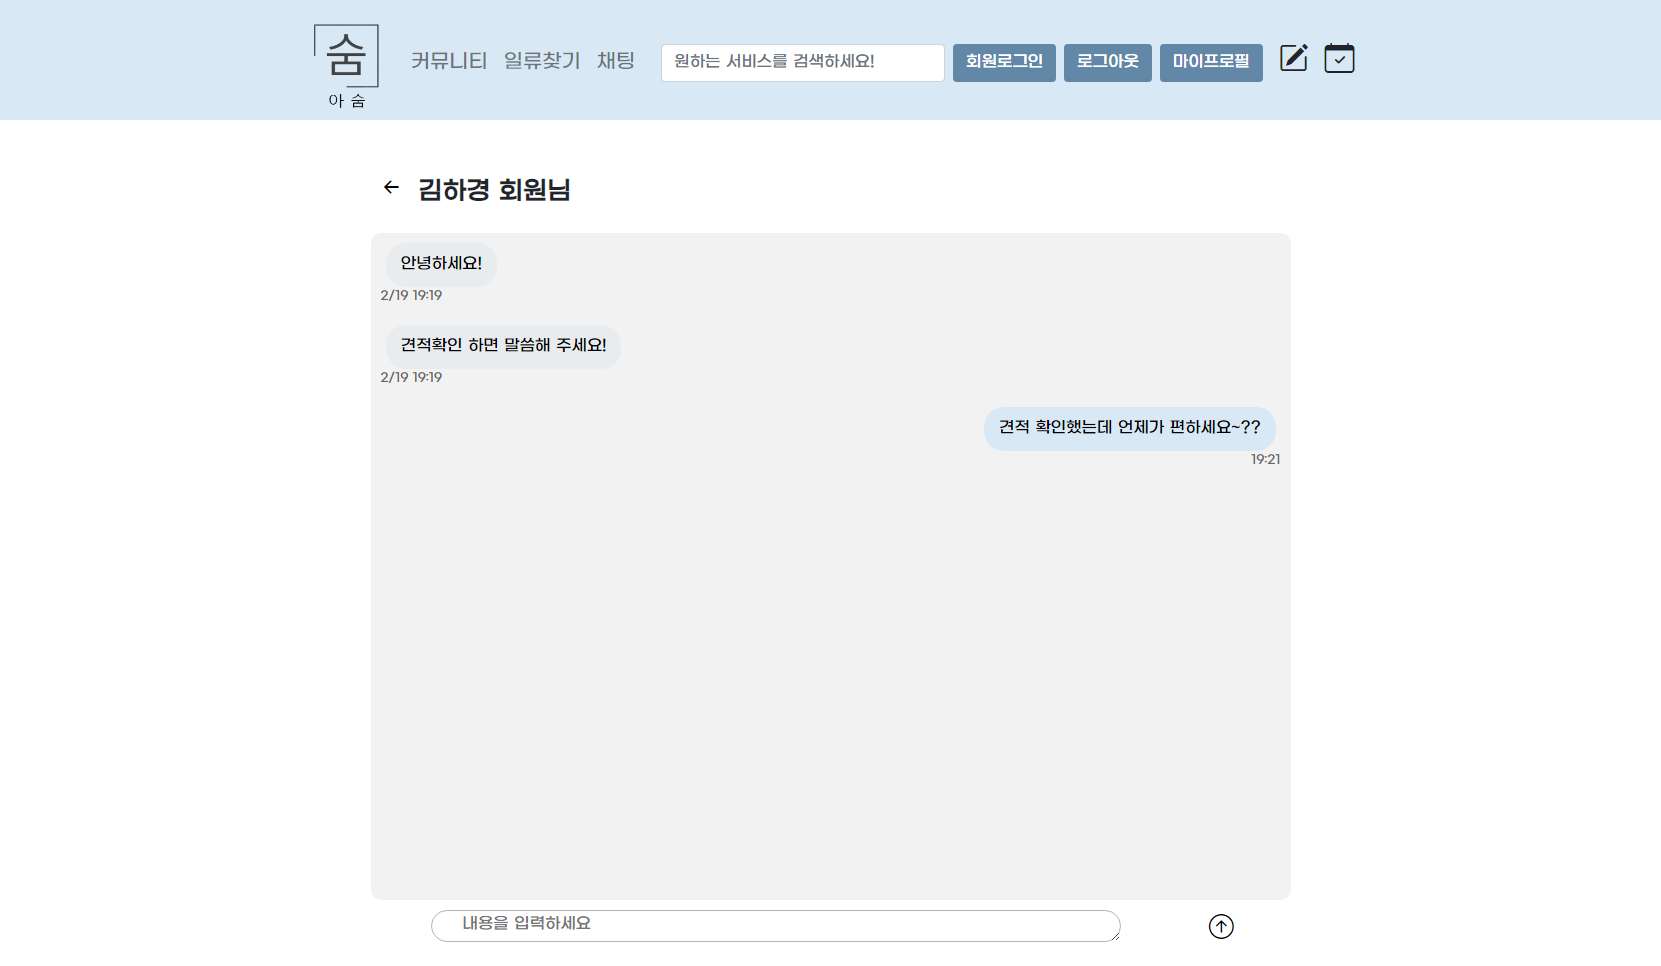 숨
아 숨
커뮤니티 일류찾기 채팅 원하는 서비스를 검색하세요! 회원로그인 로그아웃 마이프로필
김하경 회원님
안녕하세요!
2/19 19:19
견적확인 하면 말씀해 주세요!
2/19 19:19
견적 확인했는데 언제가 편하세요~??
19:21
내용을 입력하세요